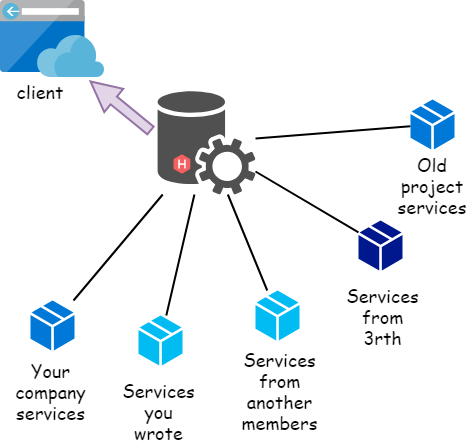 client
H
Old
project
services
Services
from
3rth
Your
company
services
Services
you
wrote
Services
from
another
members